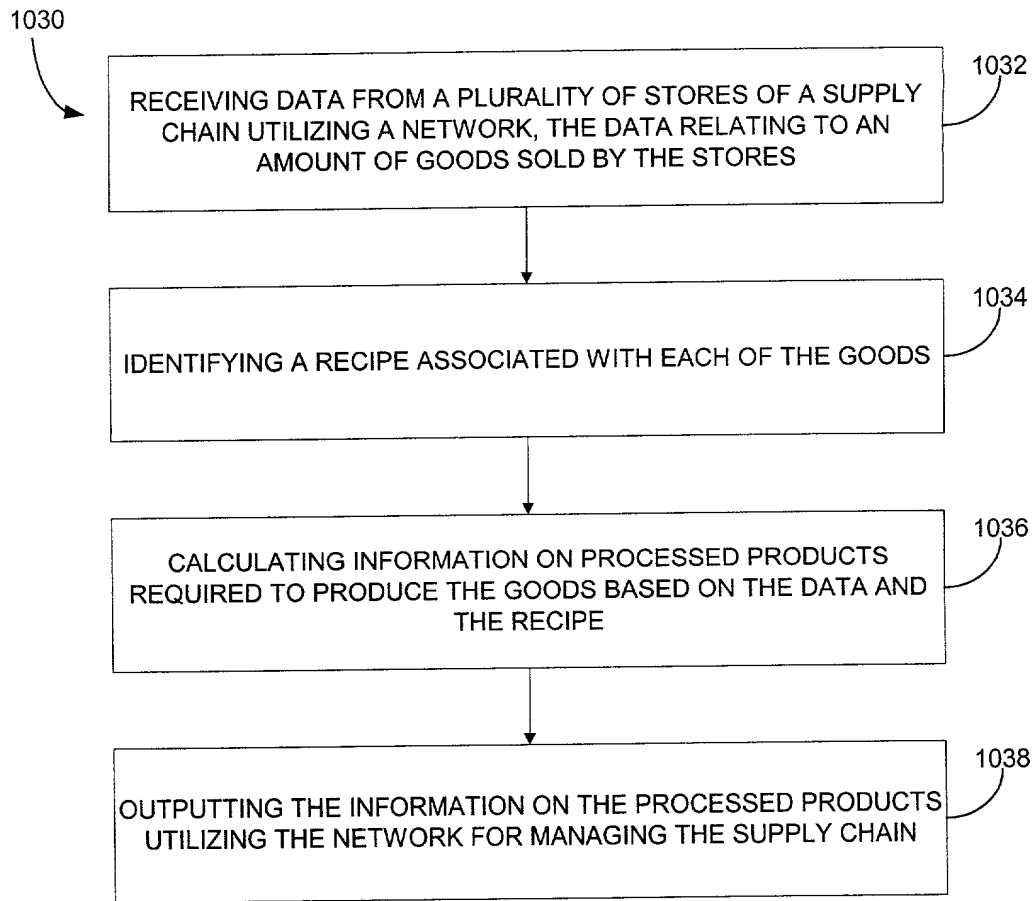 1030
1032
RECEIVING DATA FROM A PLURALITY OF STORES OF A SUPPLY
CHAIN UTILIZING A NETWORK, THE DATA RELATING TO AN
AMOUNT OF GOODS SOLD BY THE STORES
1034
IDENTIFYING A RECIPE ASSOCIATED WITH EACH OF THE GOODS
1036
CALCULATING INFORMATION ON PROCESSED PRODUCTS
REQUIRED TO PRODUCE THE GOODS BASED ON THE DATA AND
THE RECIPE
1038
OUTPUTTING THE INFORMATION ON THE PROCESSED PRODUCTS
UTILIZING THE NETWORK FOR MANAGING THE SUPPLY CHAIN